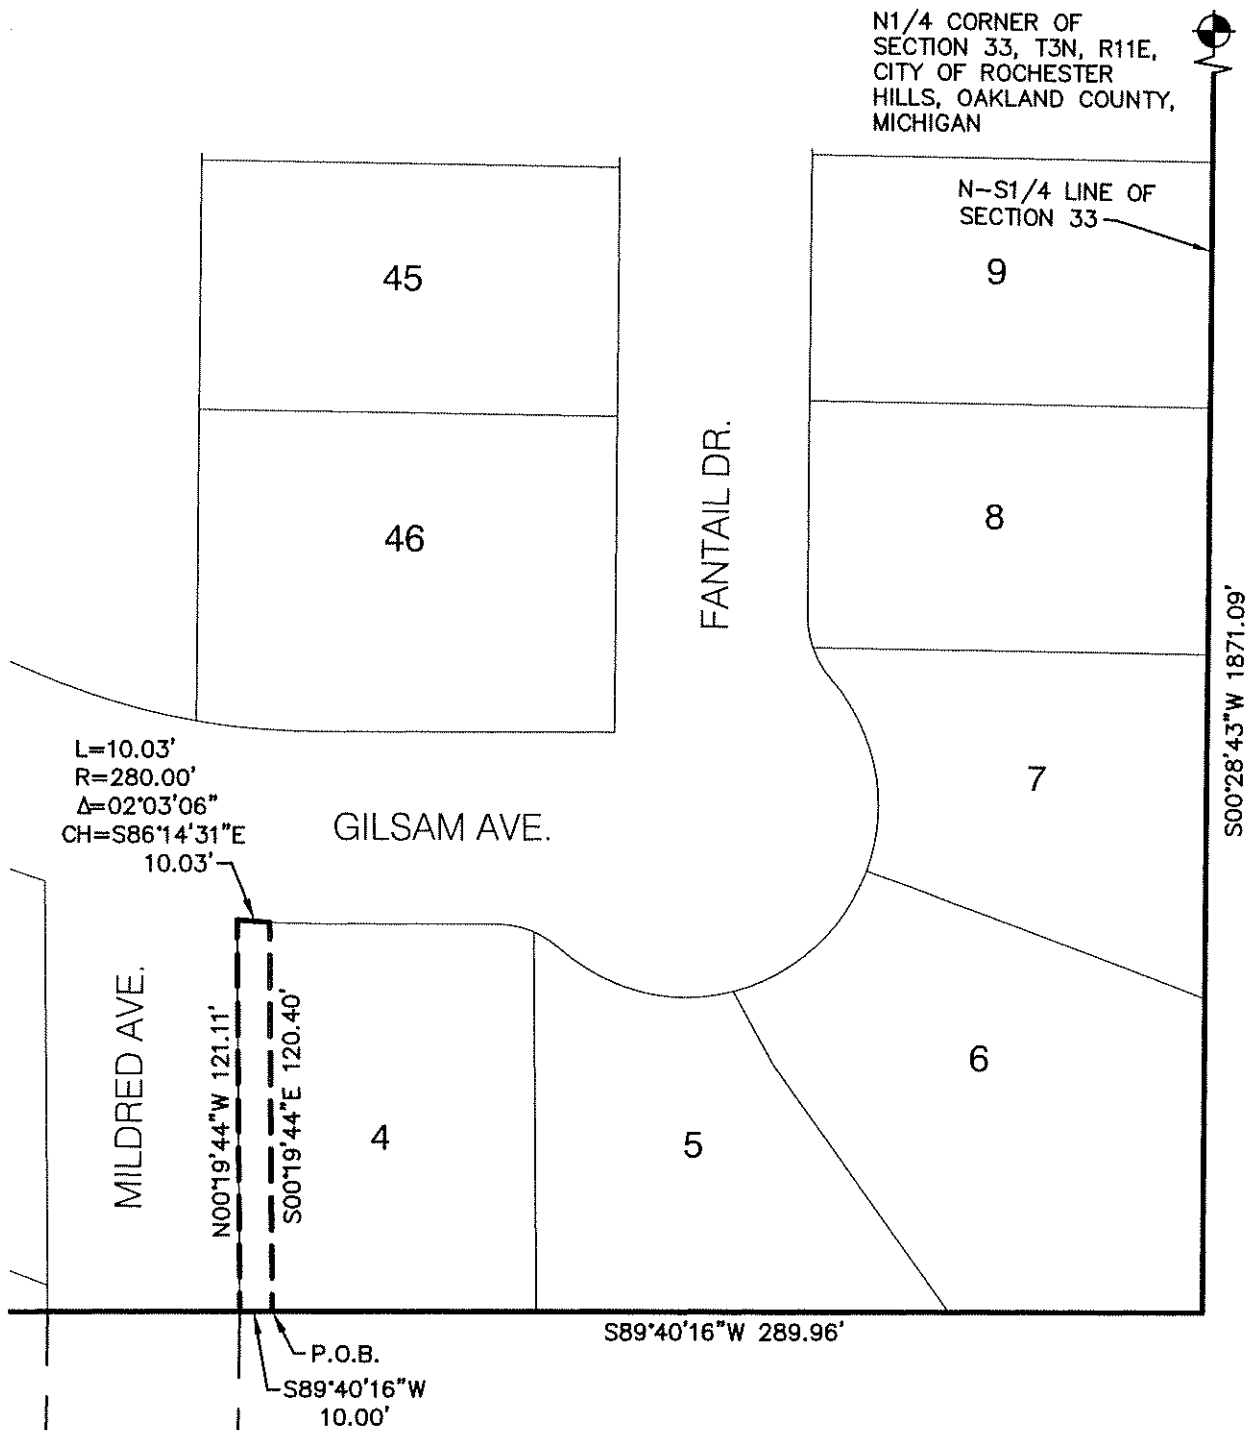 N1/4 CORNER OF
SECTION 33, T3N, R11E,
CITY OF ROCHESTER
HILLS, OAKLAND COUNTY,
MICHIGAN
N-S1/4 LINE OF
SECTION 33
45
9
46
FANTAIL DR.
8
S00°28'43"W 1871.09'
7
L=10.03'
R=280.00'
Δ=02°03'06"
CH=S86°14'31"E
10.03'
GILSAM AVE.
MILDRED AVE.
N00°19'44"W 121.11'
S00°19'44"E 120.40'
4
5
6
S89°40'16"W 289.96'
P.O.B.
S89°40'16"W
10.00'